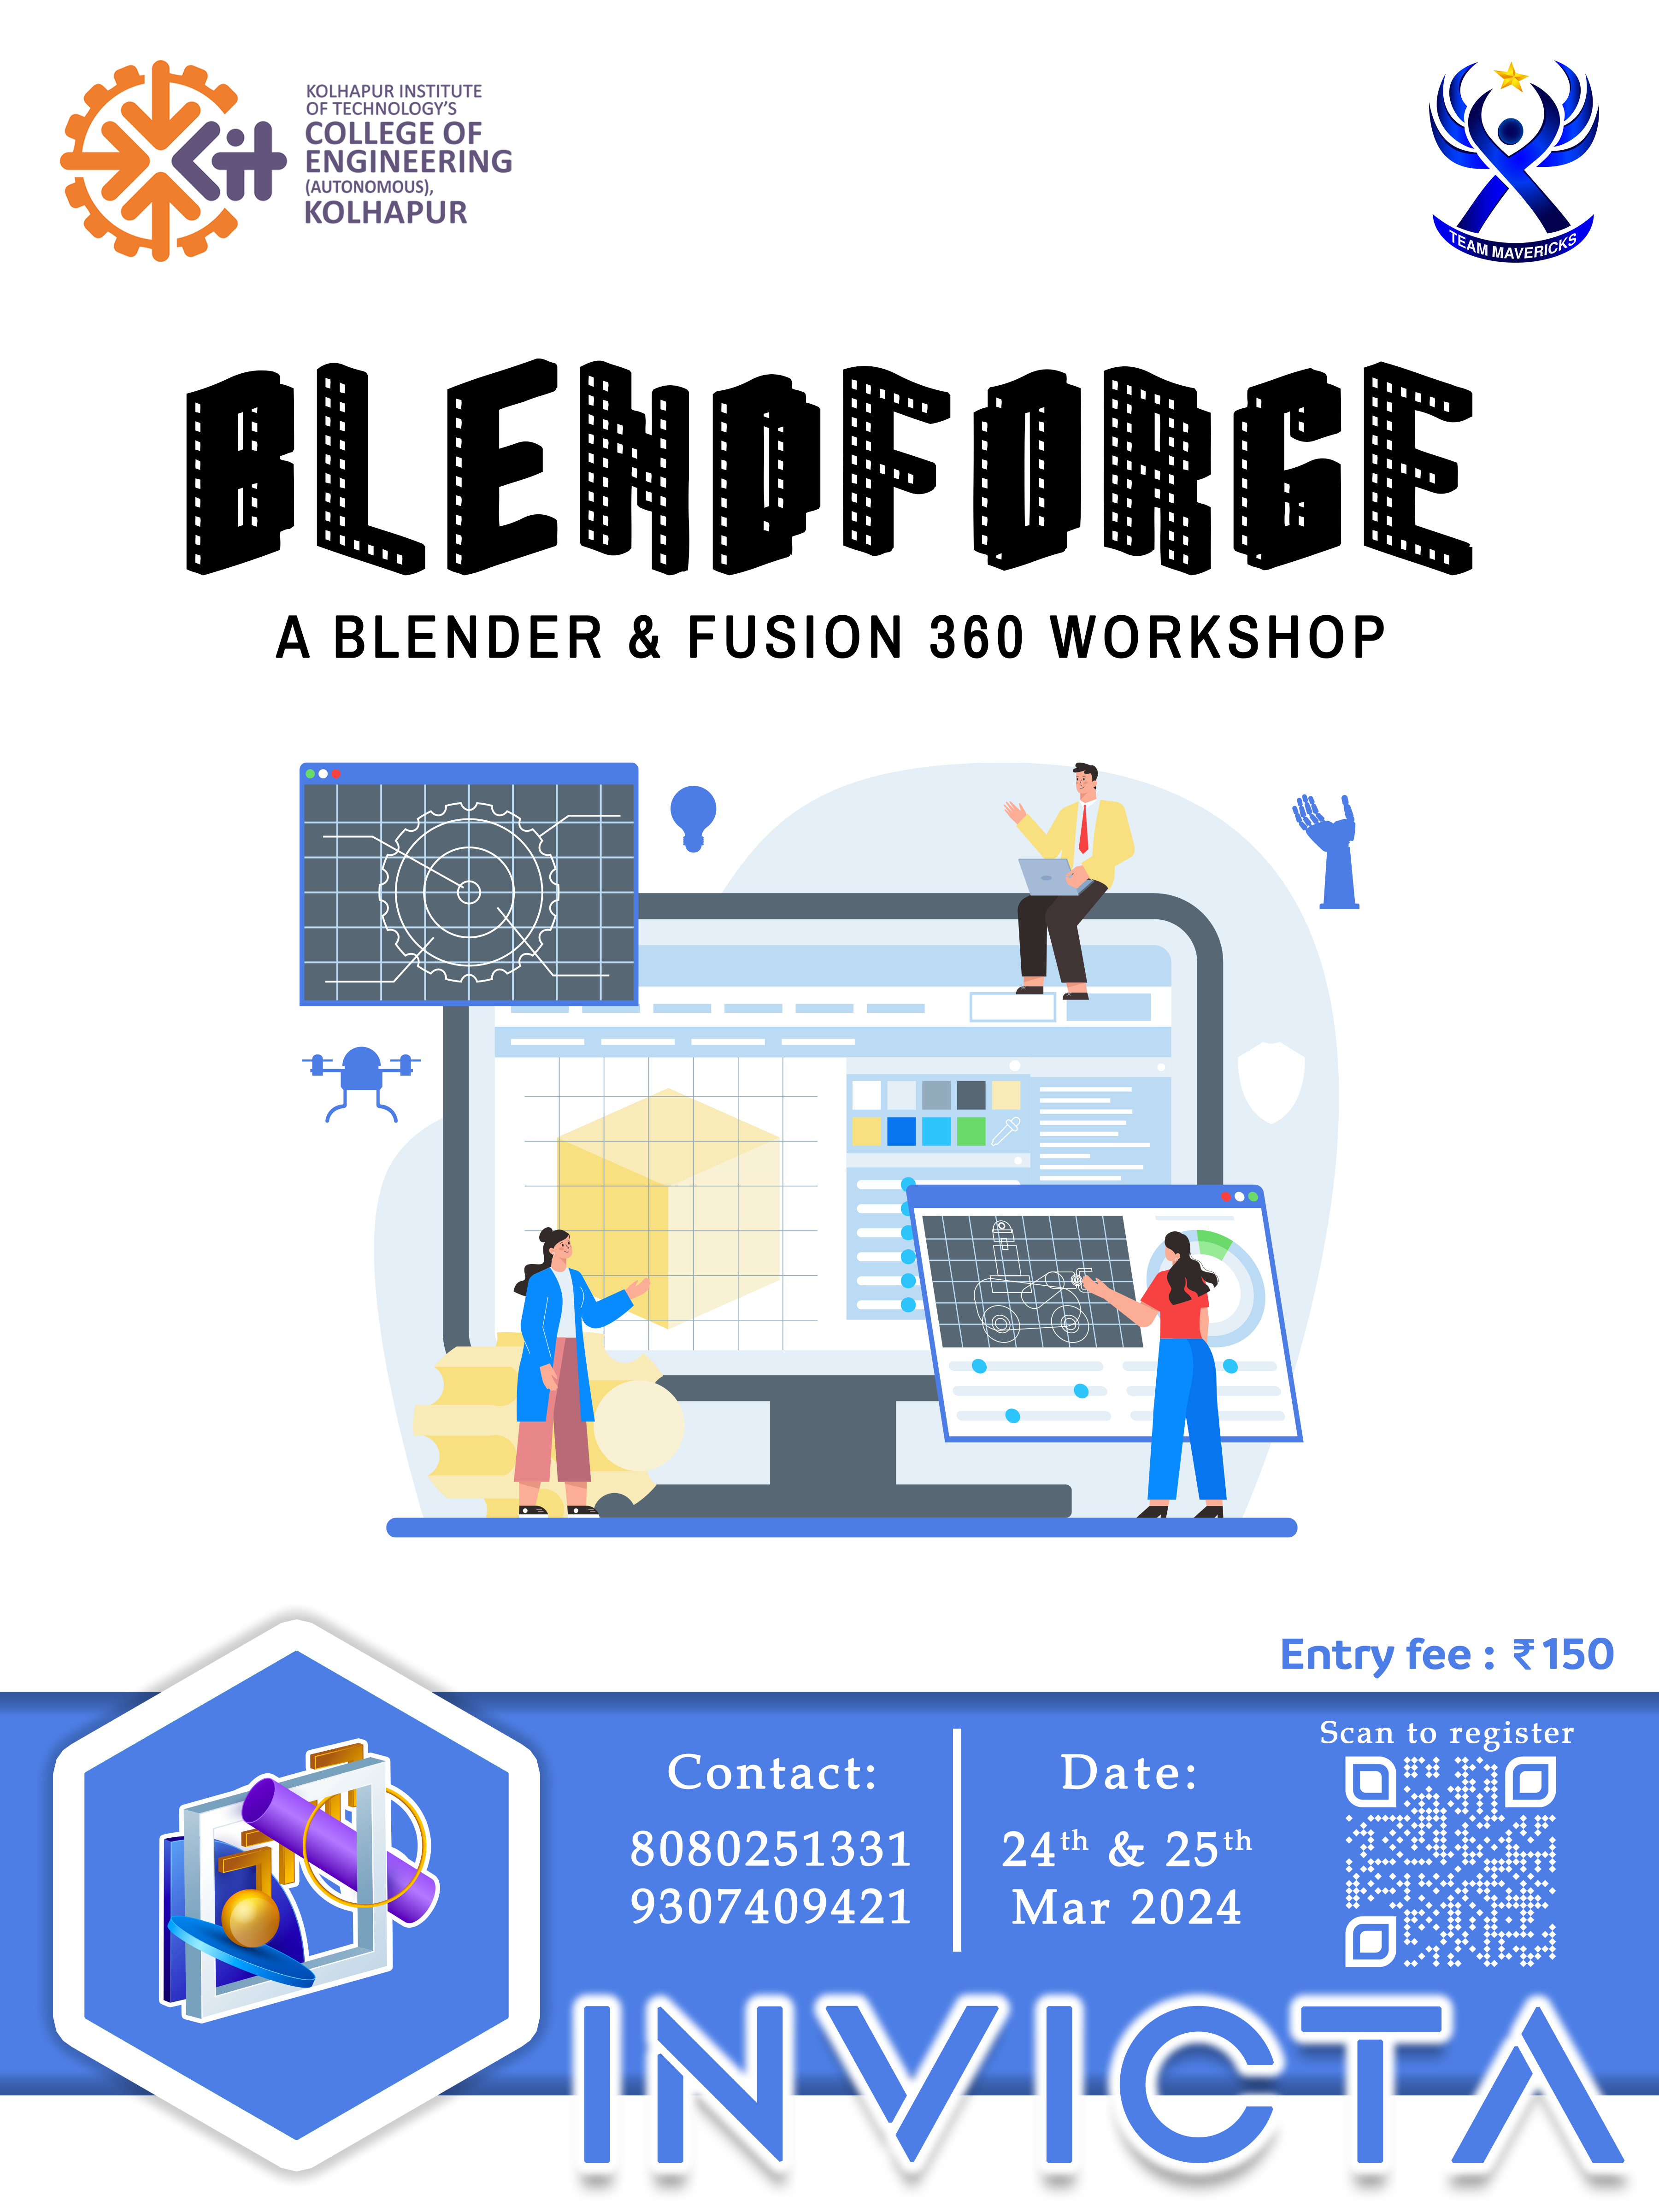 KOLHAPUR INSTITUTE
OF TECHNOLOGY'S
COLLEGE OF
ENGINEERING
(AUTONOMOUS),
KOLHAPUR
Kit
TEAM MAVERICKS
BLENDFORGE
A BLENDER & FUSION 360 WORKSHOP
Entry fee : ₹150
Contact:
8080251331
9307409421
Date:
24th & 25th
Mar 2024
Scan to register
INVICTA